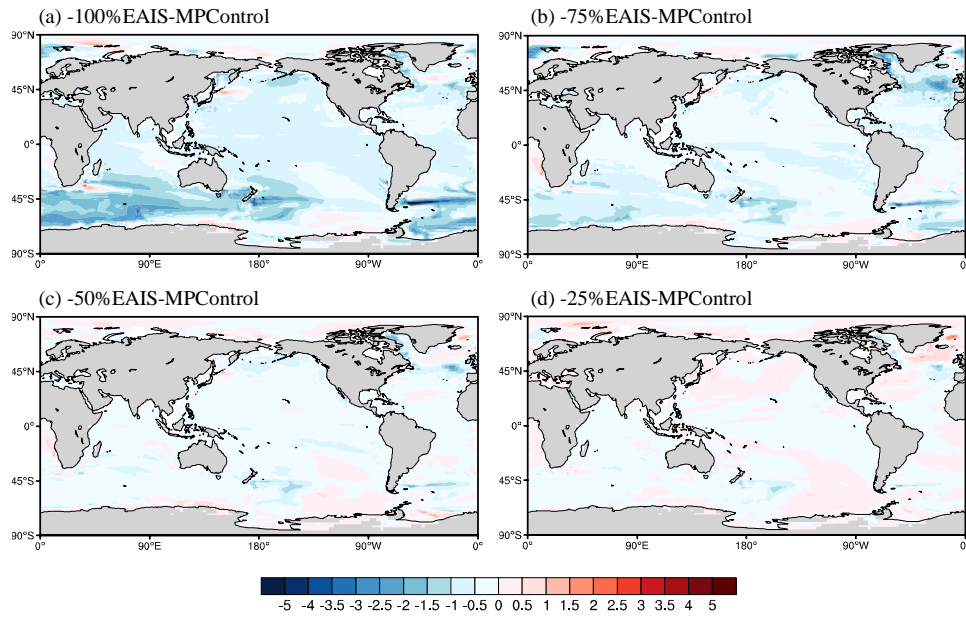 (a) -100%EAIS-MPControl
(b) -75%EAIS-MPControl
90°N
45°N
0°
45°S
90°S
0°
90°E
180°
90°W
0°
90°N
45°N
0°
45°S
90°S
0°
90°E
180°
90°W
0°
(c) -50%EAIS-MPControl
(d) -25%EAIS-MPControl
90°N
45°N
0°
45°S
90°S
0°
90°E
180°
90°W
0°
90°N
45°N
0°
45°S
90°S
0°
90°E
180°
90°W
0°
-5 -4 -3.5 -3 -2.5 -2 -1.5 -1 -0.5 0 0.5 1 1.5 2 2.5 3 3.5 4 5